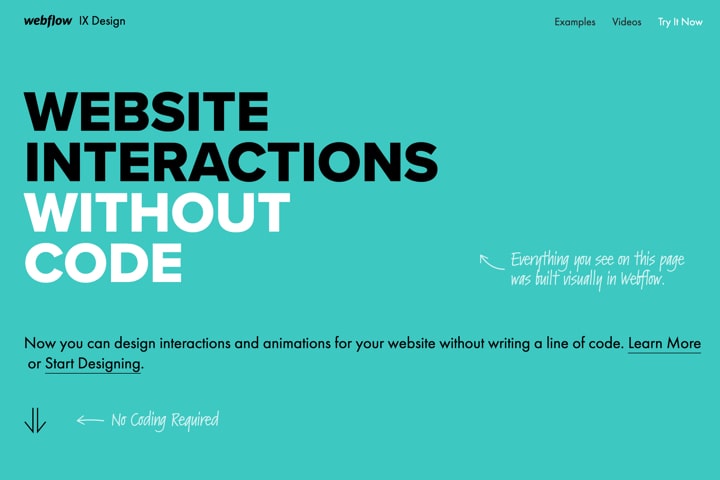 webflow IX Design
Examples Videos Try It Now
WEBSITE
INTERACTIONS
WITHOUT
CODE
Everything you see on this page
was built visually in Webflow.
Now you can design interactions and animations for your website without writing a line of code. Learn More
or Start Designing.
No Coding Required